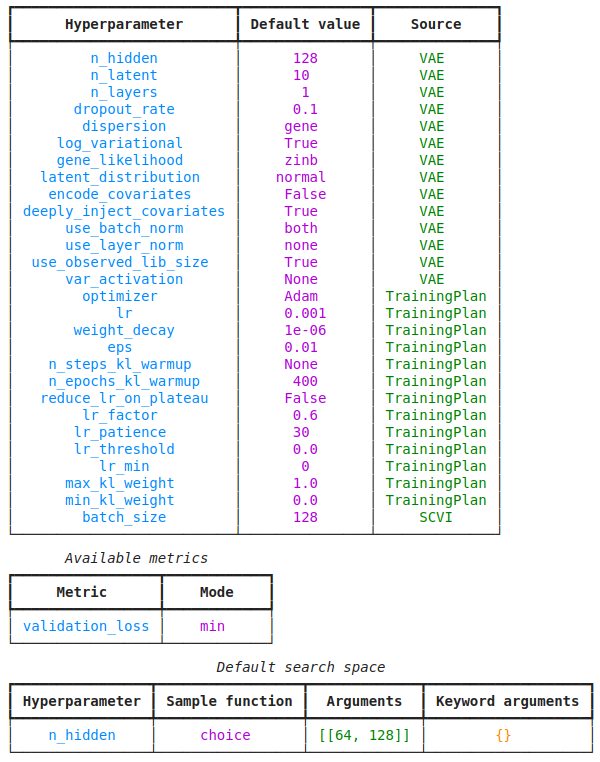 Hyperparameter Default value Source
n_hidden 128 VAE
n_latent 10 VAE
n_layers 1 VAE
dropout_rate 0.1 VAE
dispersion gene VAE
log_variational True VAE
gene_likelihood zinb VAE
latent_distribution normal VAE
encode_covariates False VAE
deeply_inject_covariates True VAE
use_batch_norm both VAE
use_layer_norm none VAE
use_observed_lib_size True VAE
var_activation None VAE
optimizer Adam TrainingPlan
lr 0.001 TrainingPlan
weight_decay 1e-06 TrainingPlan
eps 0.01 TrainingPlan
n_steps_kl_warmup None TrainingPlan
n_epochs_kl_warmup 400 TrainingPlan
reduce_lr_on_plateau False TrainingPlan
lr_factor 0.6 TrainingPlan
lr_patience 30 TrainingPlan
lr_threshold 0.0 TrainingPlan
lr_min 0 TrainingPlan
max_kl_weight 1.0 TrainingPlan
min_kl_weight 0.0 TrainingPlan
batch_size 128 SCVI
Available metrics
Metric Mode
validation_loss min
Default search space
Hyperparameter Sample function Arguments Keyword arguments
n_hidden choice [[64, 128]] {}